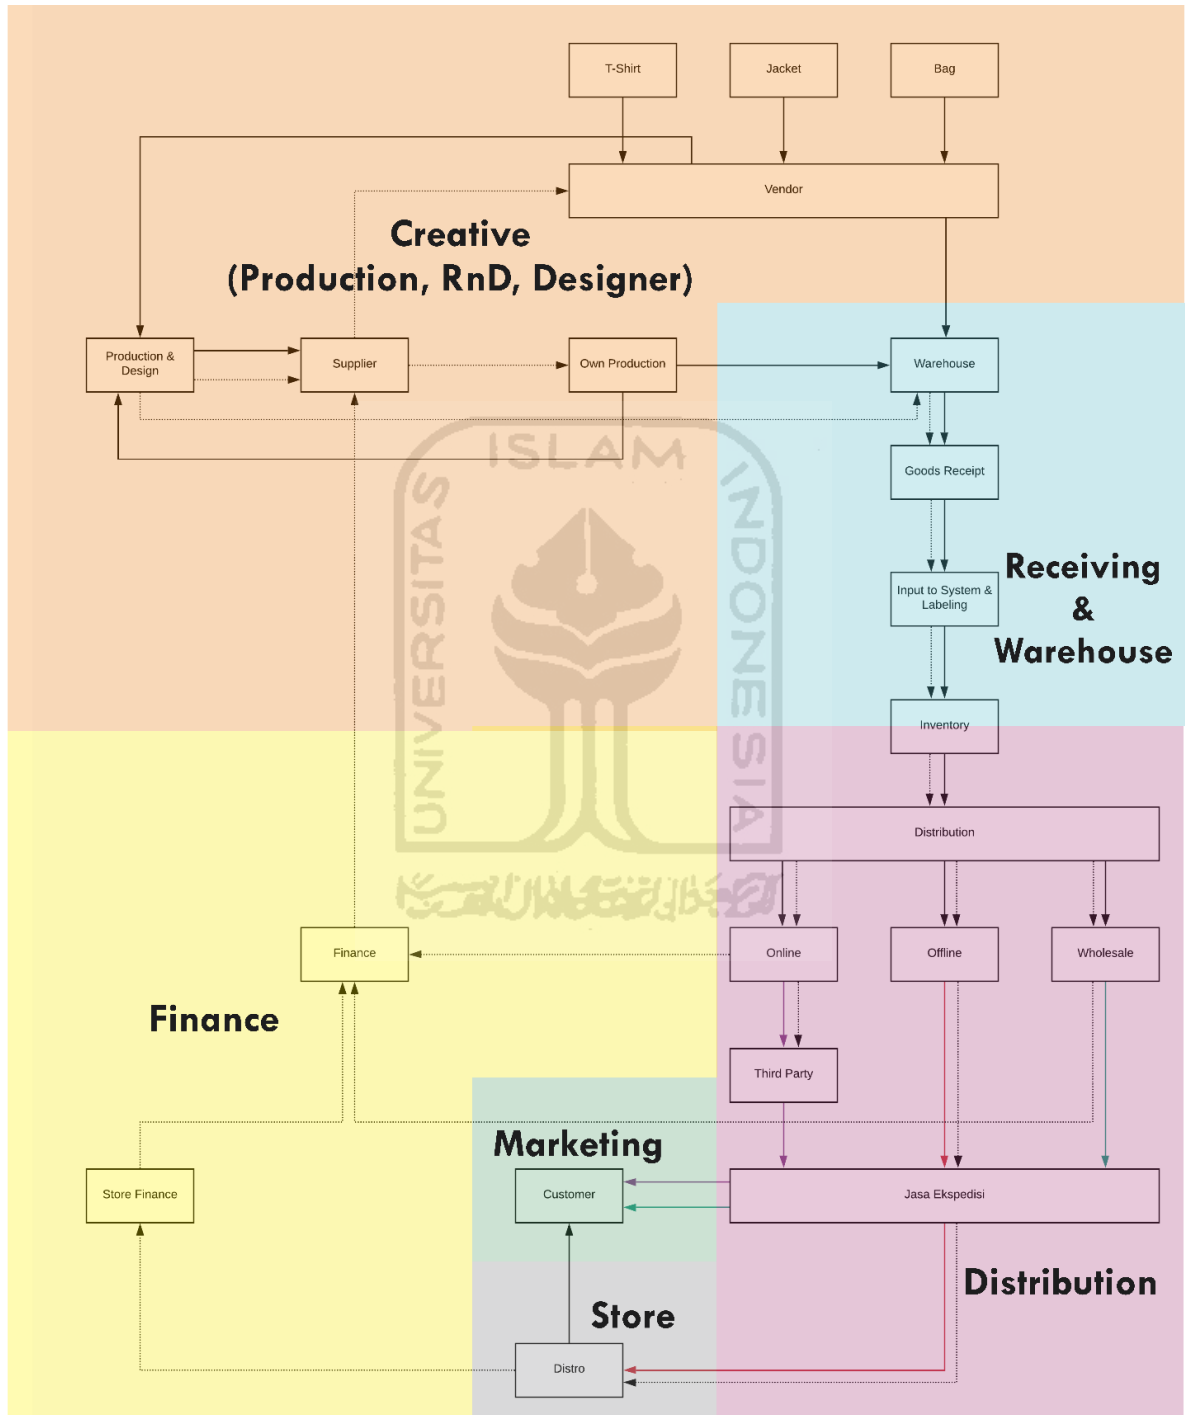 T-Shirt
Jacket
Bag
Vendor
Creative
(Production, RnD, Designer)
Production &
Design
Supplier
Own Production
Warehouse
ISLAM
UNIVERSITAS
INDONESIA
Goods Receipt
Receiving
&
Warehouse
Input to System &
Labeling
Inventory
Distribution
Finance
Online
Offline
Wholesale
Finance
Third Party
Marketing
Store Finance
Customer
Jasa Ekspedisi
Distribution
Store
Distro